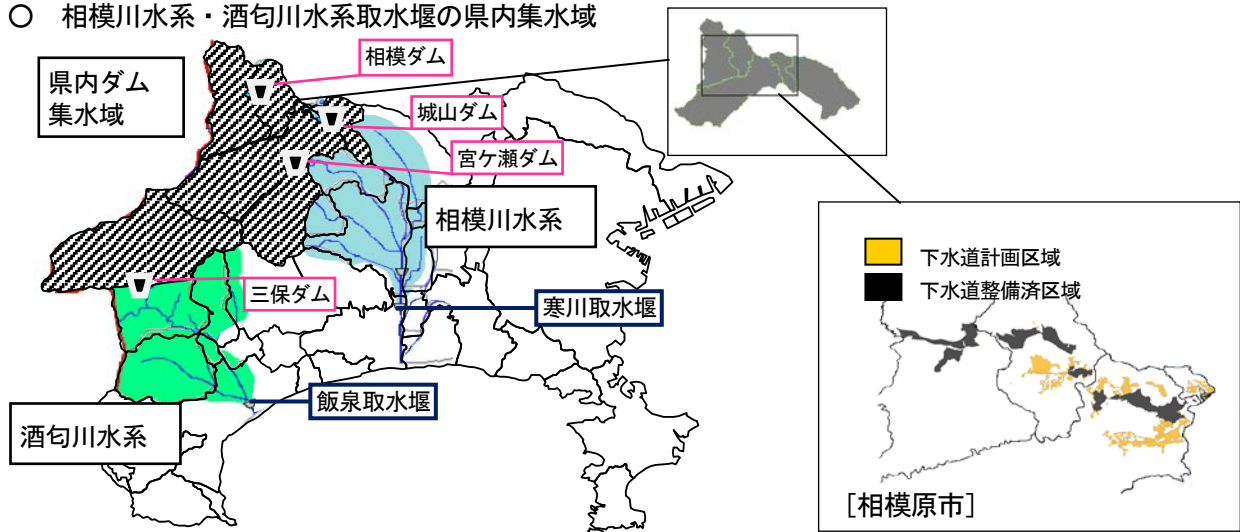 ○ 相模川水系・酒匂川水系取水堰の県内集水域
県内ダム
集水域
相模ダム
城山ダム
宮ケ瀬ダム
相模川水系
三保ダム
寒川取水堰
飯泉取水堰
酒匂川水系
下水道計画区域
下水道整備済区域
[相模原市]